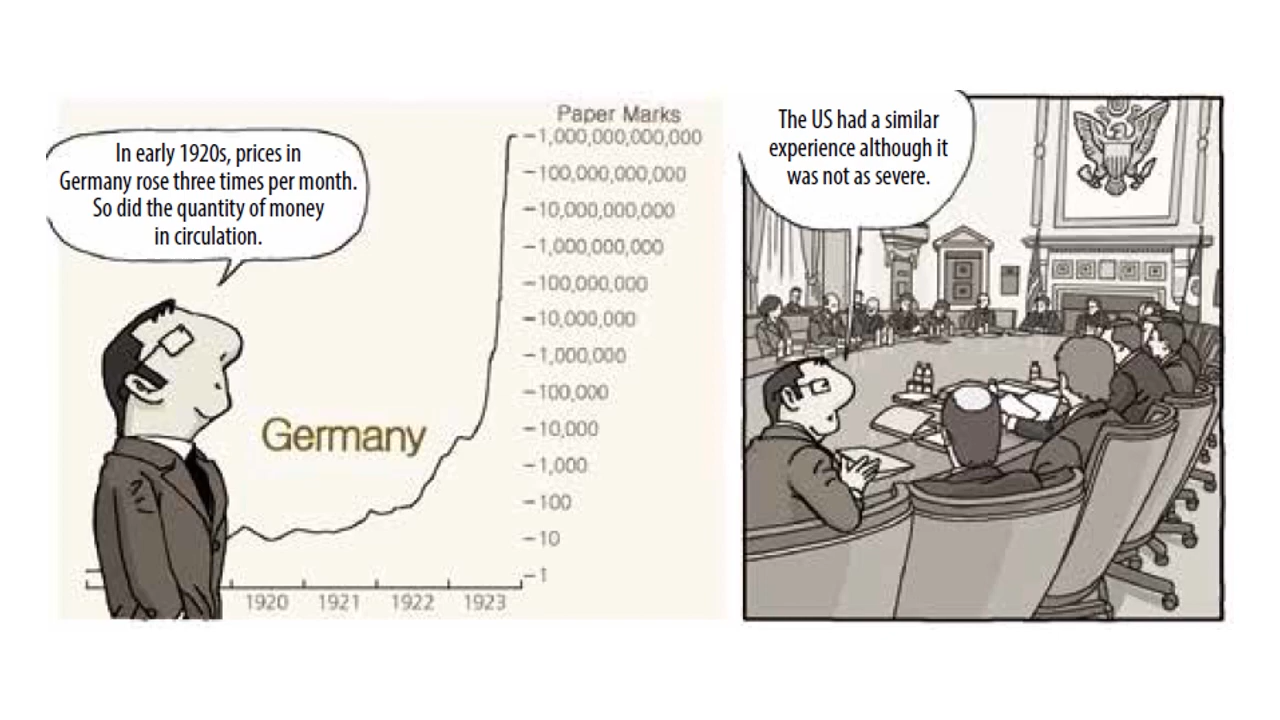 In early 1920s, prices in
Germany rose three times per month.
So did the quantity of money
in circulation.
Paper Marks
1,000,000,000,000
100,000,000,000
10,000,000,000
1,000,000,000
100,000,000
10,000,000
1,000,000
100,000
10,000
1,000
100
10
1
Germany
1920 1921 1922 1923
The US had a similar
experience although it
was not as severe.